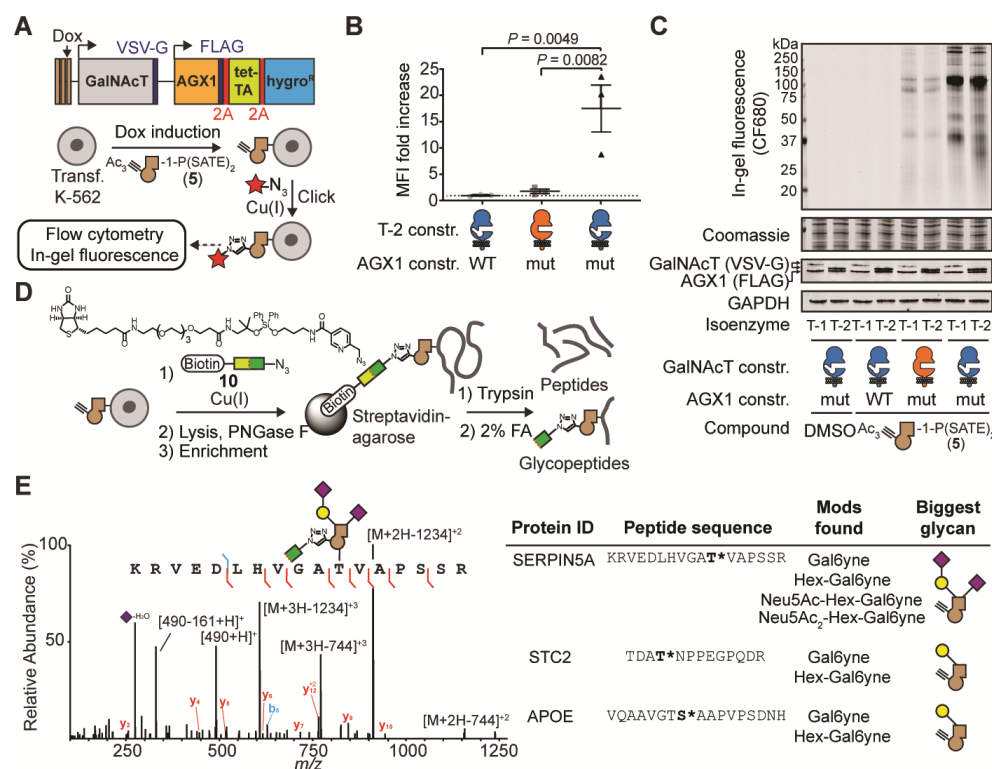 A
Dox
VSV-G
FLAG
GalNAcT
AGX1
tet-
TA
hygroR
2A
2A
Dox induction
Ac3
-1-P(SATE)2
(5)
Transf.
K-562
N3
Cu(I)
Click
Flow cytometry
In-gel fluorescence
N=N
N
B
P = 0.0049
P = 0.0082
MFI fold increase
25
20
15
10
5
0
T-2 constr.
AGX1 constr. WT mut mut
C
kDa
250
150
100
75
50
37
25
20
In-gel fluorescence
(CF680)
Coomassie
GalNAcT (VSV-G)
AGX1 (FLAG)
GAPDH
Isoenzyme T-1 T-2 T-1 T-2 T-1 T-2 T-1 T-2
GalNAcT constr.
AGX1 constr. mut WT mut mut
Compound DMSO Ac3 -1-P(SATE)2
(5)
D
1) Biotin N3
10
Cu(I)
2) Lysis, PNGase F
3) Enrichment
Biotin
Streptavidin-
agarose
1) Trypsin
2) 2% FA
Peptides
Glycopeptides
E
Relative Abundance (%)
100
50
K R V E D L H V G A T V A P S S R
[M+2H-1234]+2
-H2O
[490-161+H]+
[490+H]+
[M+3H-1234]+3
[M+3H-744]+3
[M+2H-744]+2
y2
y4
y5
y6
b5
y7
y12+2
y9
y10
250 500 750 1000 1250
m/z
Protein ID Peptide sequence Mods found Biggest glycan
SERPIN5A KRVEDLHVGAT*VAPSSR Gal6yne
Hex-Gal6yne
Neu5Ac-Hex-Gal6yne
Neu5Ac2-Hex-Gal6yne
STC2 TDAT*NPPEGPQDR Gal6yne
Hex-Gal6yne
APOE VQAAVGTS*AAPVPSDNH Gal6yne
Hex-Gal6yne